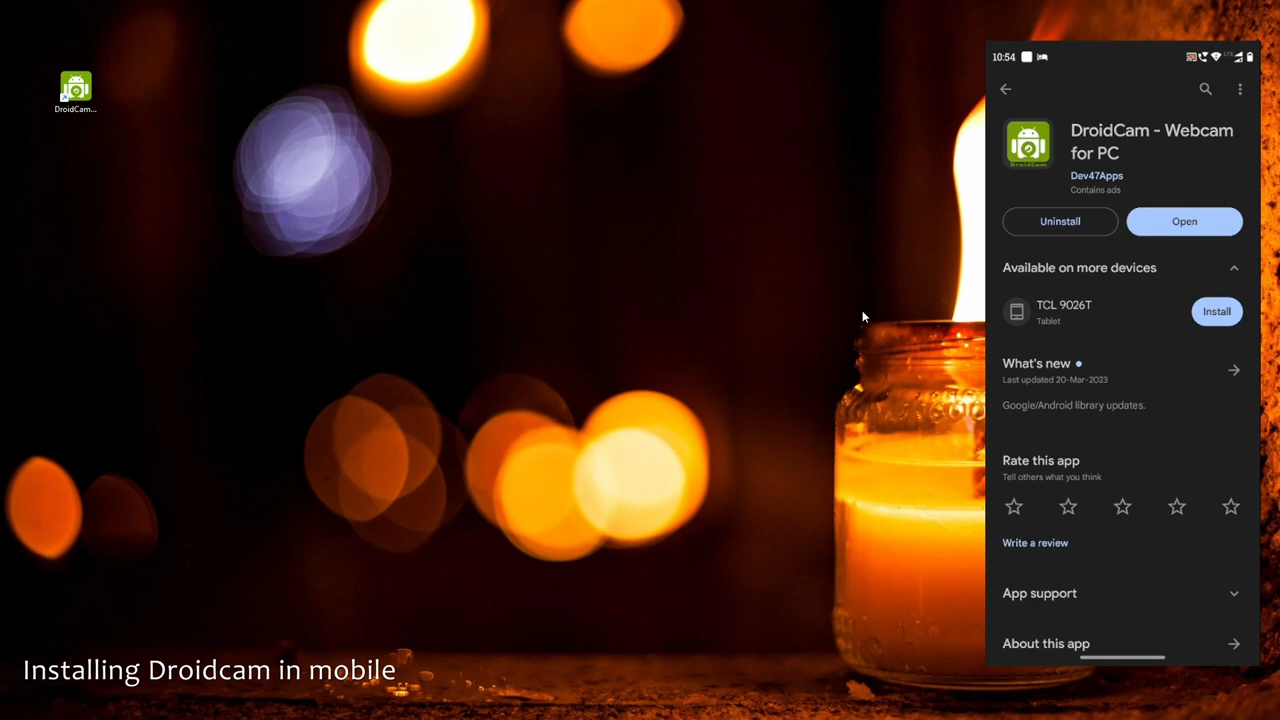 DroidCam...
10:54
LTE
DroidCam - Webcam
for PC
Dev47Apps
Contains ads
Uninstall
Open
Available on more devices
TCL 9026T
Tablet
Install
What's new
Last updated 20-Mar-2023
Google/Android library updates.
Rate this app
Tell others what you think
Write a review
App support
About this app
Installing Droidcam in mobile